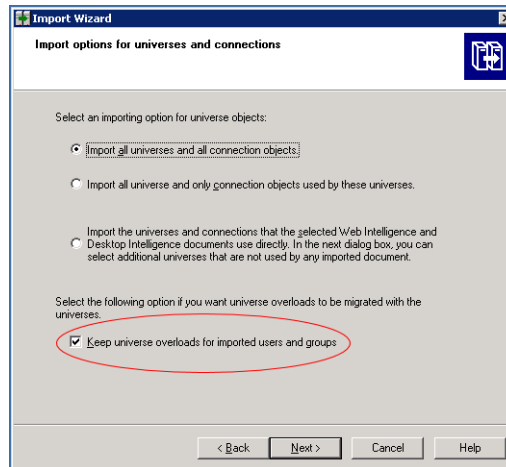 Import Wizard
Import options for universes and connections
Select an importing option for universe objects:
Import all universes and all connection objects.
Import all universe and only connection objects used by these universes.
Import the universes and connections that the selected Web Intelligence and
Desktop Intelligence documents use directly. In the next dialog box, you can
select additional universes that are not used by any imported document.
Select the following option if you want universe overloads to be migrated with the
universes.
Keep universe overloads for imported users and groups
< Back Next > Cancel Help